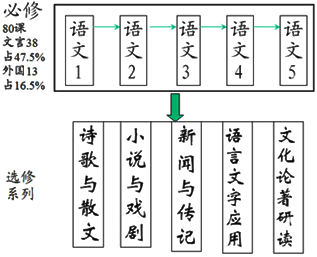 必修
80课
文言38
占47.5%
外国13
占16.5%
语文1
语文2
语文3
语文4
语文5
选修
系列
诗歌与散文
小说与戏剧
新闻与传记
语言文字应用
文化论著研读